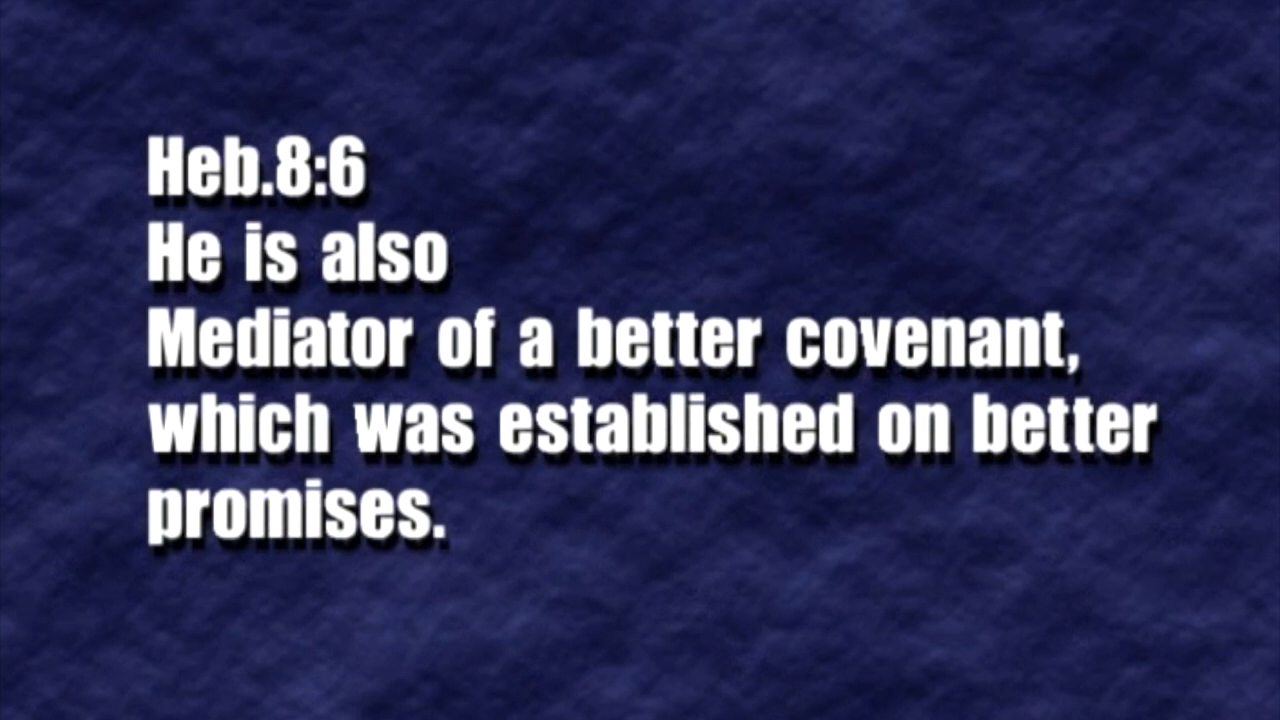 Heb.8:6
He is also
Mediator of a better covenant,
which was established on better
promises.